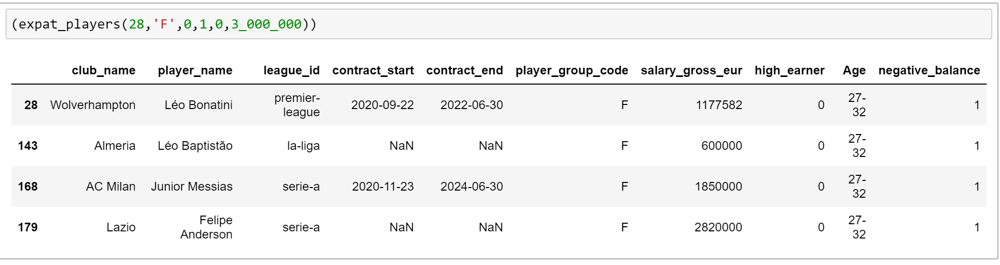 (expat_players(28,'F',0,1,0,3_000_000))
club_name player_name league_id contract_start contract_end player_group_code salary_gross_eur high_earner Age negative_balance
28 Wolverhampton Léo Bonatini premier-league 2020-09-22 2022-06-30 F 1177582 0 27-32 1
143 Almeria Léo Baptistão la-liga NaN NaN F 600000 0 27-32 1
168 AC Milan Junior Messias serie-a 2020-11-23 2024-06-30 F 1850000 0 27-32 1
179 Lazio Felipe Anderson serie-a NaN NaN F 2820000 0 27-32 1